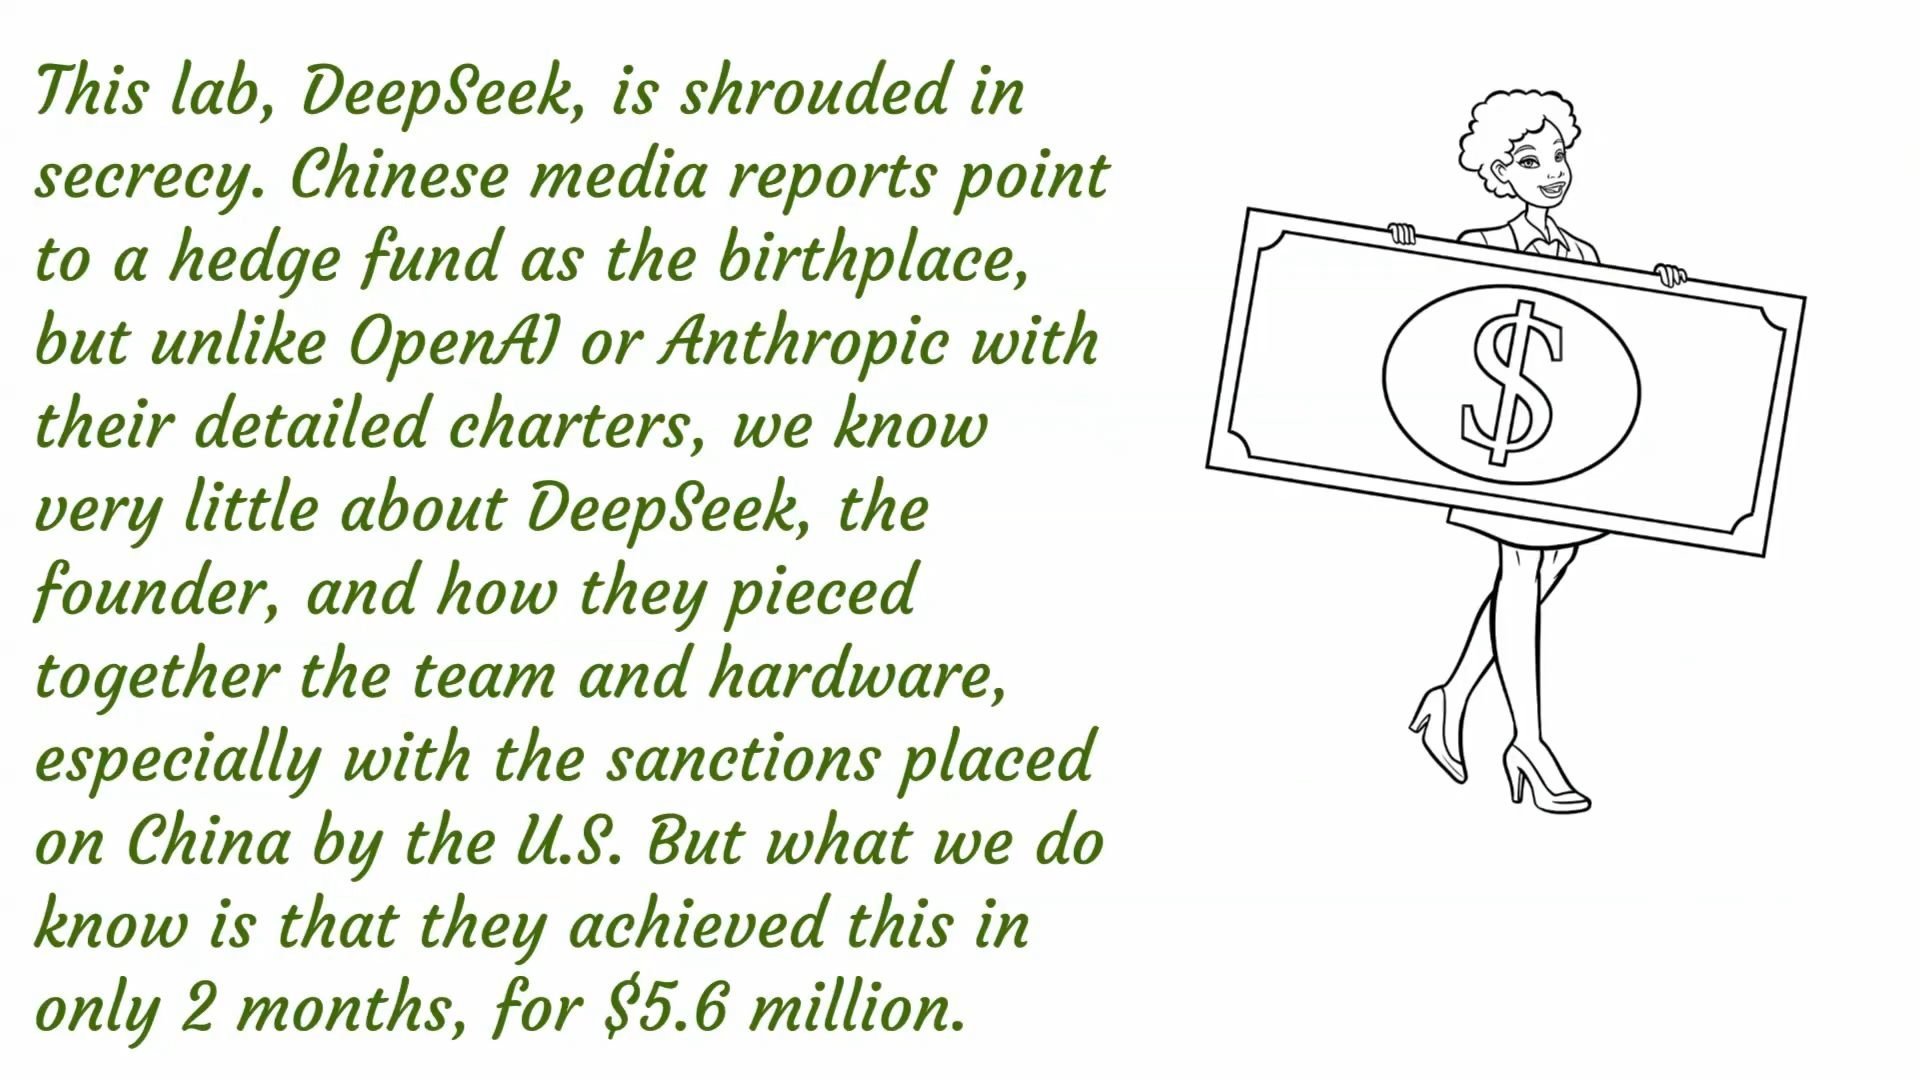 This lab, DeepSeek, is shrouded in
secrecy. Chinese media reports point
to a hedge fund as the birthplace,
but unlike OpenAI or Anthropic with
their detailed charters, we know
very little about DeepSeek, the
founder, and how they pieced
together the team and hardware,
especially with the sanctions placed
on China by the U.S. But what we do
know is that they achieved this in
only 2 months, for $5.6 million.
$